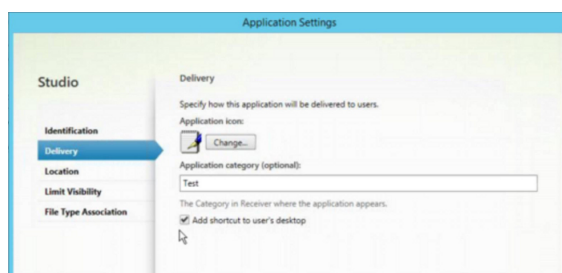 Application Settings
Studio
Identification
Delivery
Location
Limit Visibility
File Type Association
Delivery
Specify how this application will be delivered to users.
Application icon:
Change...
Application category (optional):
Test
The Category in Receiver where the application appears.
Add shortcut to user's desktop